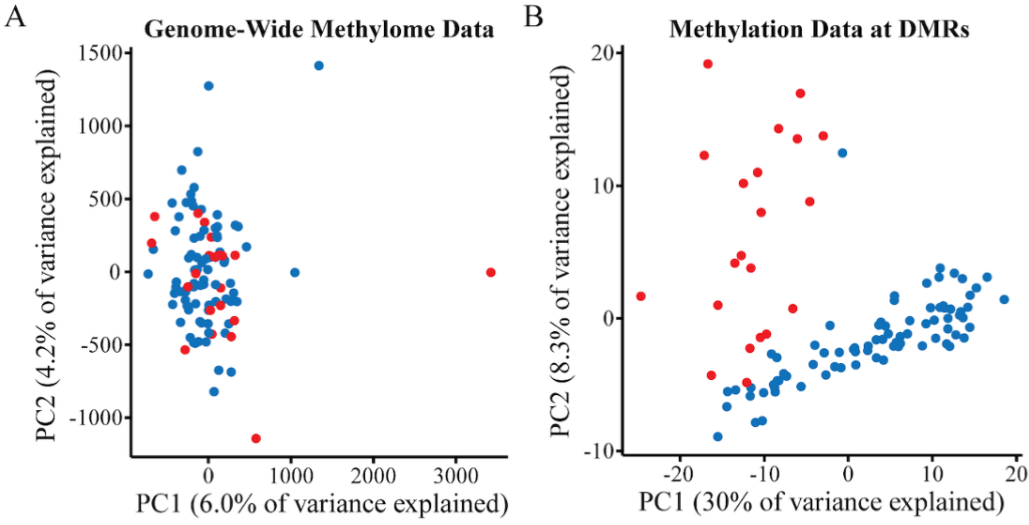 A
Genome-Wide Methylome Data
1500
1000
500
0
-500
-1000
PC2 (4.2% of variance explained)
0
1000
2000
3000
PC1 (6.0% of variance explained)
B
Methylation Data at DMRs
20
10
0
-10
PC2 (8.3% of variance explained)
-20
-10
0
10
20
PC1 (30% of variance explained)